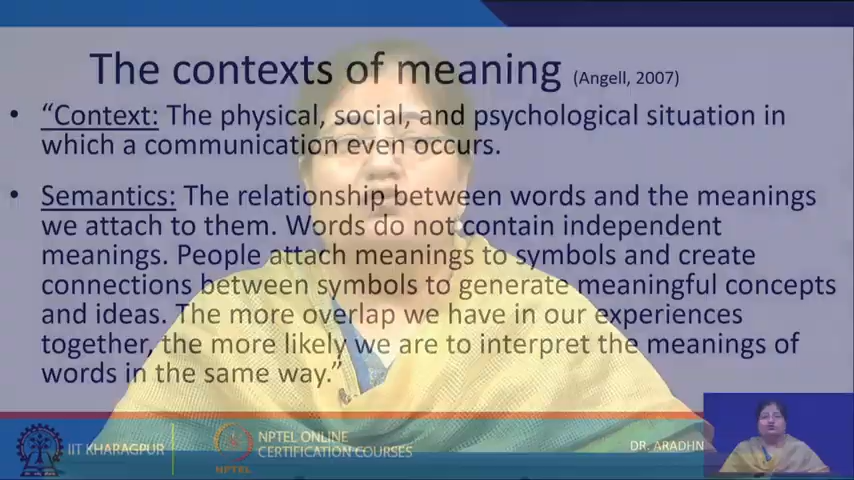 The contexts of meaning (Angell, 2007)
• "Context: The physical, social, and psychological situation in
which a communication even occurs.
• Semantics: The relationship between words and the meanings
we attach to them. Words do not contain independent
meanings. People attach meanings to symbols and create
connections between symbols to generate meaningful concepts
and ideas. The more overlap we have in our experiences
together, the more likely we are to interpret the meanings of
words in the same way."
IIT KHARAGPUR
NPTEL
NPTEL ONLINE
CERTIFICATION COURSES
DR. ARADHN